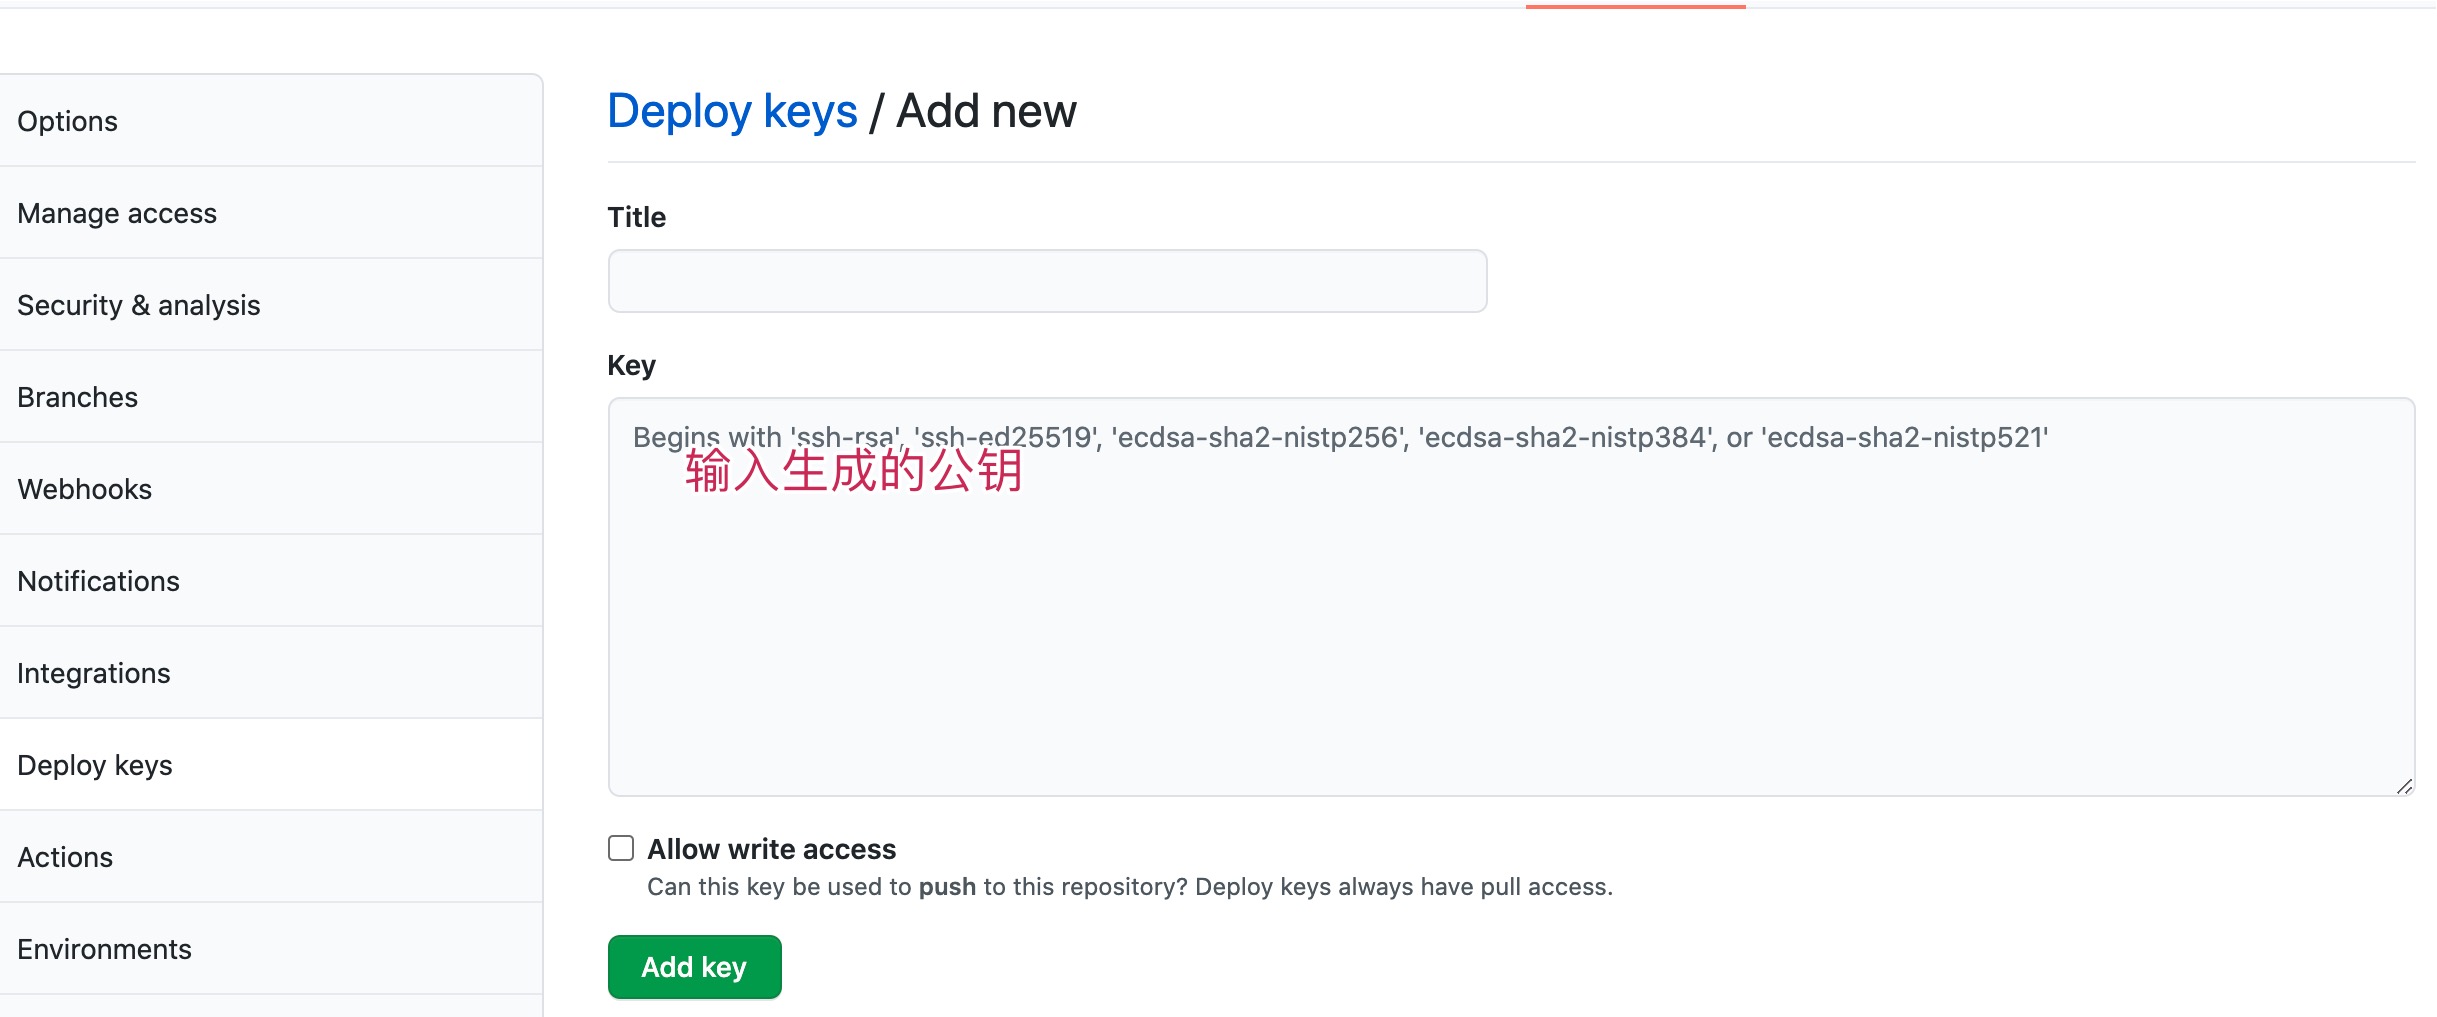 Options
Manage access
Security & analysis
Branches
Webhooks
Notifications
Integrations
Deploy keys
Actions
Environments
Deploy keys / Add new
Title
Key
Begins with 'ssh-rsa', 'ssh-ed25519', 'ecdsa-sha2-nistp256', 'ecdsa-sha2-nistp384', or 'ecdsa-sha2-nistp521'
输入生成的公钥
Allow write access
Can this key be used to push to this repository? Deploy keys always have pull access.
Add key